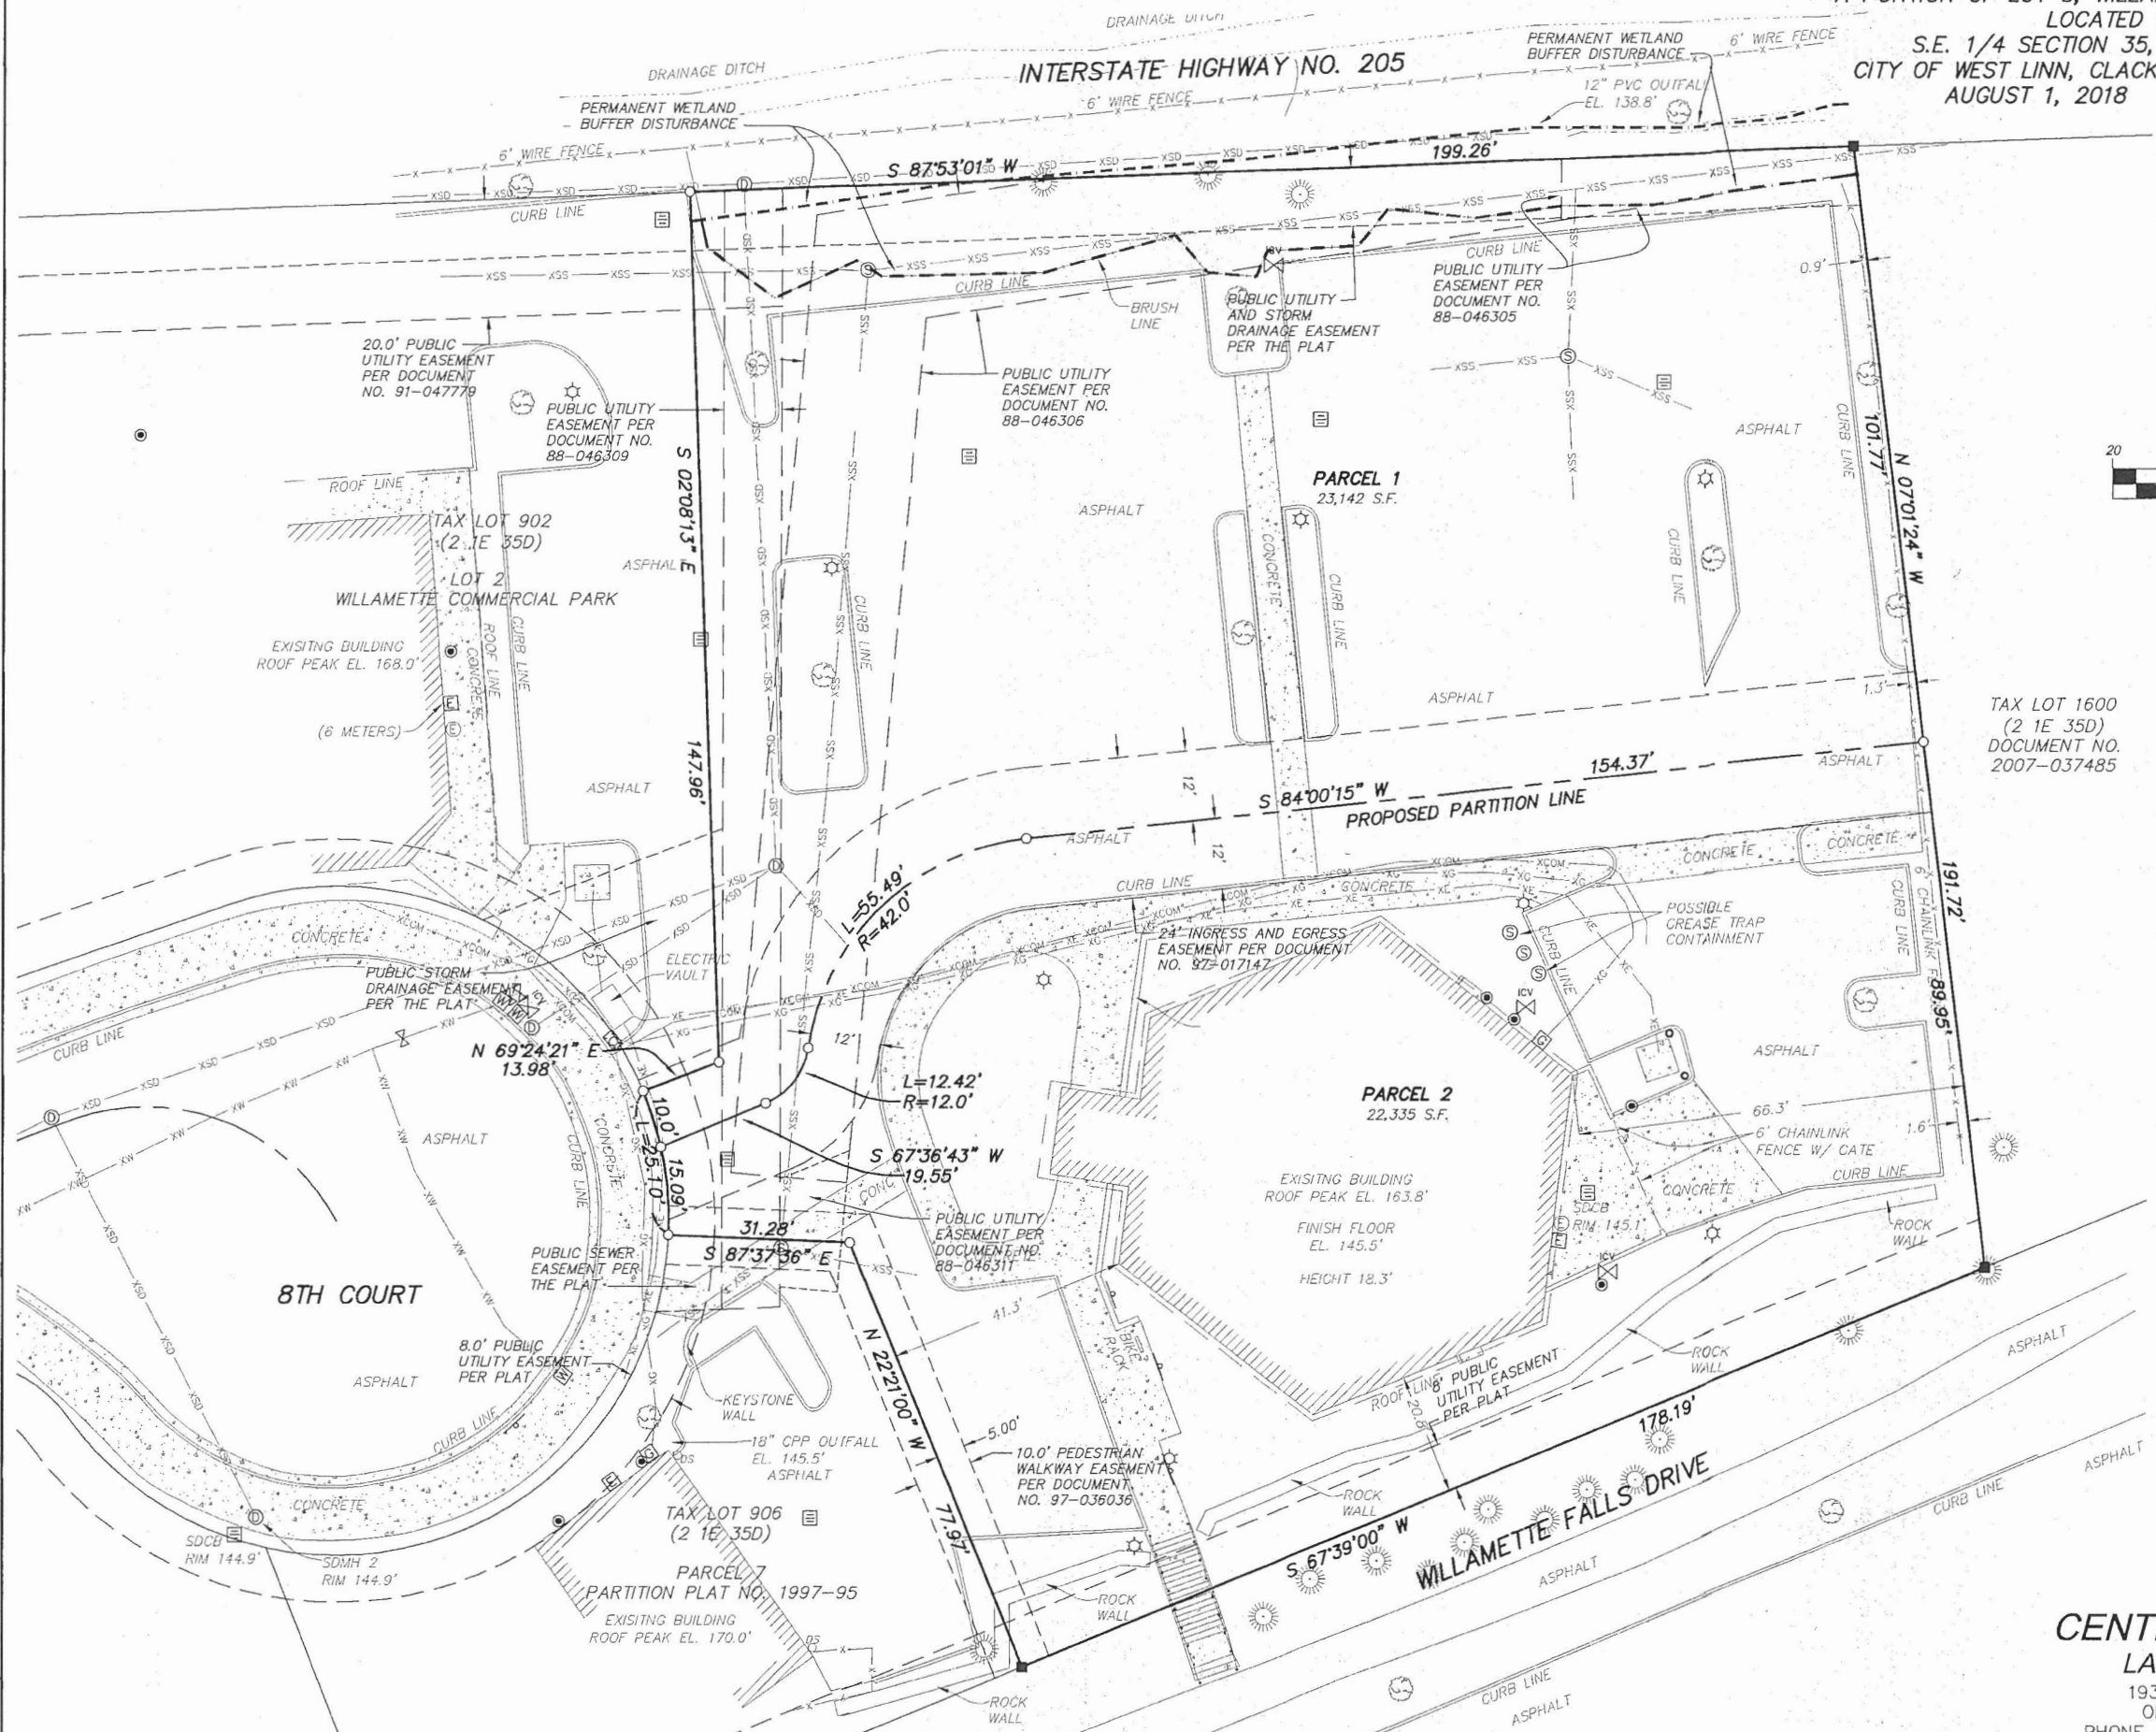 DRAINAGE DITCH
LOCATED
S.E. 1/4 SECTION 35,
CITY OF WEST LINN, CLACK
AUGUST 1, 2018
INTERSTATE HIGHWAY NO. 205
DRAINAGE DITCH
PERMANENT WETLAND
BUFFER DISTURBANCE
6' WIRE FENCE
12" PVC OUTFALL
EL. 138.8'
PERMANENT WETLAND
BUFFER DISTURBANCE
6' WIRE FENCE
6' WIRE FENCE
S 87°53'01" W
199.26'
CURB LINE
CURB LINE
CURB LINE
BRUSH
LINE
PUBLIC UTILITY
AND STORM
DRAINAGE EASEMENT
PER THE PLAT
PUBLIC UTILITY
EASEMENT PER
DOCUMENT NO.
88-046305
0.9'
20.0' PUBLIC
UTILITY EASEMENT
PER DOCUMENT
NO. 91-047779
PUBLIC UTILITY
EASEMENT PER
DOCUMENT NO.
88-046309
PUBLIC UTILITY
EASEMENT PER
DOCUMENT NO.
88-046306
S 02°08'13" E
147.96'
PARCEL 1
23,142 S.F.
ASPHALT
ASPHALT
ASPHALT
CURB LINE
101.77'
N 07°01'24" W
20
ROOF LINE
TAX LOT 902
(2 1E 35D)
LOT 2
WILLAMETTE COMMERCIAL PARK
EXISITNG BUILDING
ROOF PEAK EL. 168.0'
(6 METERS)
CONCRETE
ROOF LINE
CURB LINE
ASPHALT
CURB LINE
CONCRETE
CURB LINE
CURB LINE
ASPHALT
1.3'
TAX LOT 1600
(2 1E 35D)
DOCUMENT NO.
2007-037485
12'
12'
S 84°00'15" W
154.37'
PROPOSED PARTITION LINE
ASPHALT
ASPHALT
CURB LINE
CONCRETE
CONCRETE
CONCRETE
CURB LINE
6' CHAINLINK F
191.72'
89.95'
L=55.49'
R=42.0'
24' INGRESS AND EGRESS
EASEMENT PER DOCUMENT
NO. 97-017147
POSSIBLE
CREASE TRAP
CONTAINMENT
CURB LINE
ICV
CONCRETE
ELECTRIC
VAULT
PUBLIC STORM
DRAINAGE EASEMENT
PER THE PLAT
ICV
CURB LINE
N 69°24'21" E
13.98'
12'
L=12.42'
R=12.0'
10.0'
L=25.10'
15.09'
S 67°36'43" W
19.55'
ASPHALT
CURB LINE
CONCRETE
PARCEL 2
22,335 S.F.
EXISITNG BUILDING
ROOF PEAK EL. 163.8'
FINISH FLOOR
EL. 145.5'
HEIGHT 18.3'
ASPHALT
66.3'
1.6'
6' CHAINLINK
FENCE W/ GATE
CURB LINE
CONCRETE
SDCB
RIM 145.1'
ICV
ROCK
WALL
31.28'
S 87°37'36" E
PUBLIC UTILITY
EASEMENT PER
DOCUMENT NO.
88-046311
PUBLIC SEWER
EASEMENT PER
THE PLAT
8TH COURT
8.0' PUBLIC
UTILITY EASEMENT
PER PLAT
ASPHALT
CURB LINE
KEYSTONE
WALL
18" CPP OUTFALL
EL. 145.5'
ASPHALT
DS
N 22°21'00" W
77.97'
41.3'
BIKE
RACK
5.00'
10.0' PEDESTRIAN
WALKWAY EASEMENT
PER DOCUMENT
NO. 97-036036
ROOF LINE
20.8'
8' PUBLIC
UTILITY EASEMENT
PER PLAT
ROCK
WALL
ROCK
WALL
178.19'
S 67°39'00" W
WILLAMETTE FALLS DRIVE
ASPHALT
ASPHALT
CURB LINE
ASPHALT
CONCRETE
SDCB
RIM 144.9'
SDMH 2
RIM 144.9'
TAX LOT 906
(2 1E 35D)
PARCEL 7
PARTITION PLAT NO. 1997-95
EXISITNG BUILDING
ROOF PEAK EL. 170.0'
DS
ROCK
WALL
ROCK
WALL
CURB LINE
ASPHALT
CENT
LA
193
PHONE